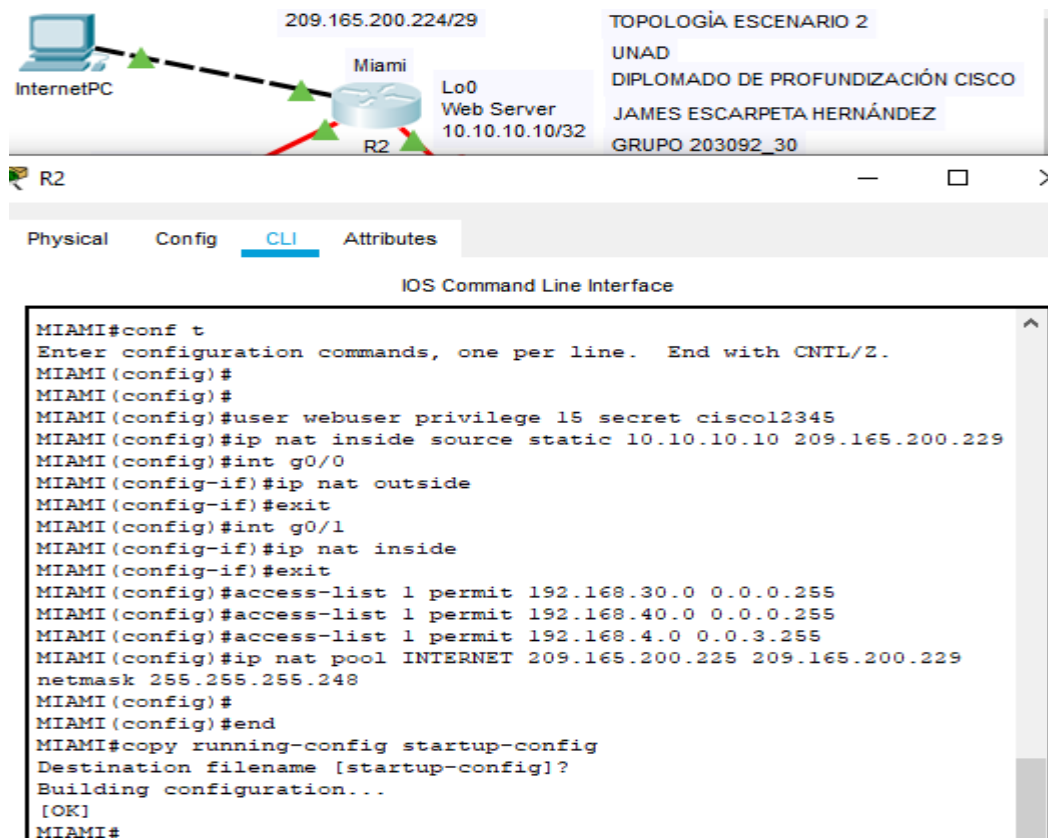 209.165.200.224/29
TOPOLOGÍA ESCENARIO 2
UNAD
Miami
InternetPC
Lo0
DIPLOMADO DE PROFUNDIZACIÓN CISCO
Web Server
JAMES ESCARPETA HERNÁNDEZ
10.10.10.10/32
R2
GRUPO 203092_30
R2
Physical Config CLI Attributes
IOS Command Line Interface
MIAMI#conf t
Enter configuration commands, one per line. End with CNTL/Z.
MIAMI(config)#
MIAMI(config)#
MIAMI(config)#user webuser privilege 15 secret cisco12345
MIAMI(config)#ip nat inside source static 10.10.10.10 209.165.200.229
MIAMI(config)#int g0/0
MIAMI(config-if)#ip nat outside
MIAMI(config-if)#exit
MIAMI(config)#int g0/1
MIAMI(config-if)#ip nat inside
MIAMI(config-if)#exit
MIAMI(config)#access-list 1 permit 192.168.30.0 0.0.0.255
MIAMI(config)#access-list 1 permit 192.168.40.0 0.0.0.255
MIAMI(config)#access-list 1 permit 192.168.4.0 0.0.3.255
MIAMI(config)#ip nat pool INTERNET 209.165.200.225 209.165.200.229
netmask 255.255.255.248
MIAMI(config)#
MIAMI(config)#end
MIAMI#copy running-config startup-config
Destination filename [startup-config]?
Building configuration...
[OK]
MIAMI#